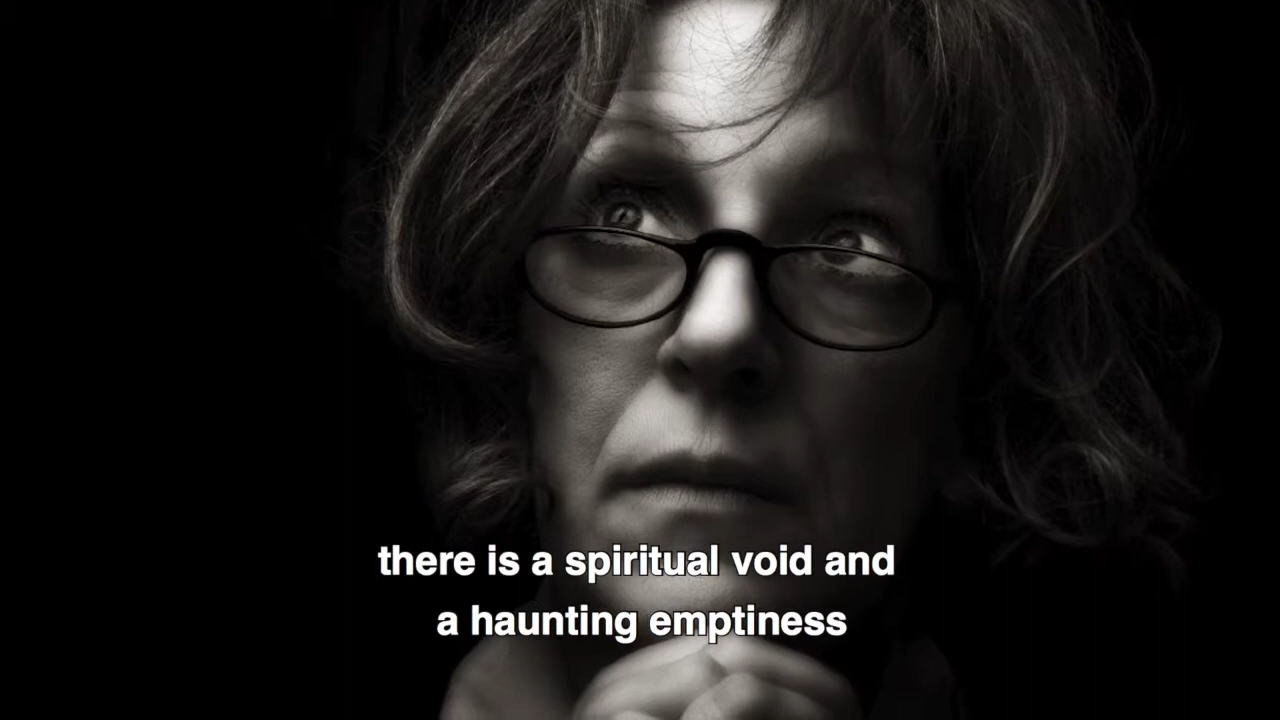 there is a spiritual void and
a haunting emptiness